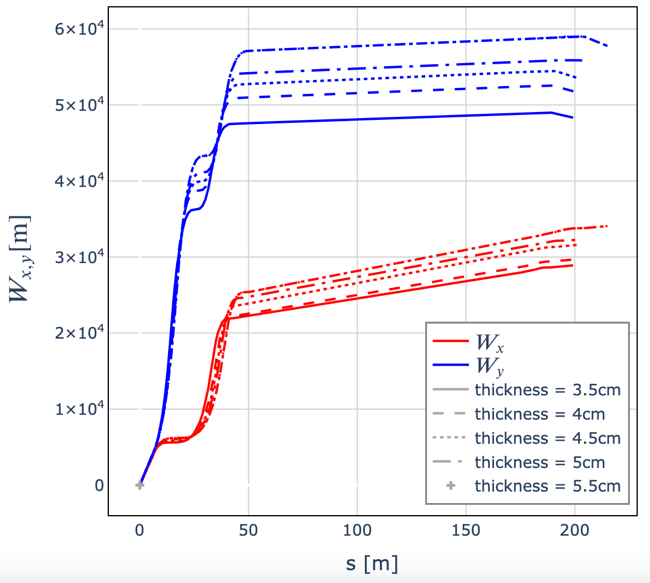 6×10⁴
5×10⁴
4×10⁴
3×10⁴
2×10⁴
1×10⁴
0
W_{x,y} [m]
0 50 100 150 200
s [m]
W_x
W_y
thickness = 3.5cm
thickness = 4cm
thickness = 4.5cm
thickness = 5cm
thickness = 5.5cm